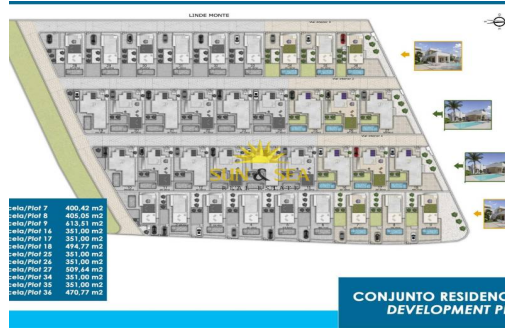 LINDE MONTE
SUN & SEA
REAL ESTATE
cela/Plot 7 400,42 m2
cela/Plot 8 405,05 m2
cela/Plot 9 613,51 m2
cela/Plot 16 351,00 m2
cela/Plot 17 351,00 m2
cela/Plot 18 494,77 m2
cela/Plot 25 351,00 m2
cela/Plot 26 351,00 m2
cela/Plot 27 509,64 m2
cela/Plot 34 351,00 m2
cela/Plot 35 351,00 m2
cela/Plot 36 470,77 m2
CONJUNTO RESIDENC
DEVELOPMENT P